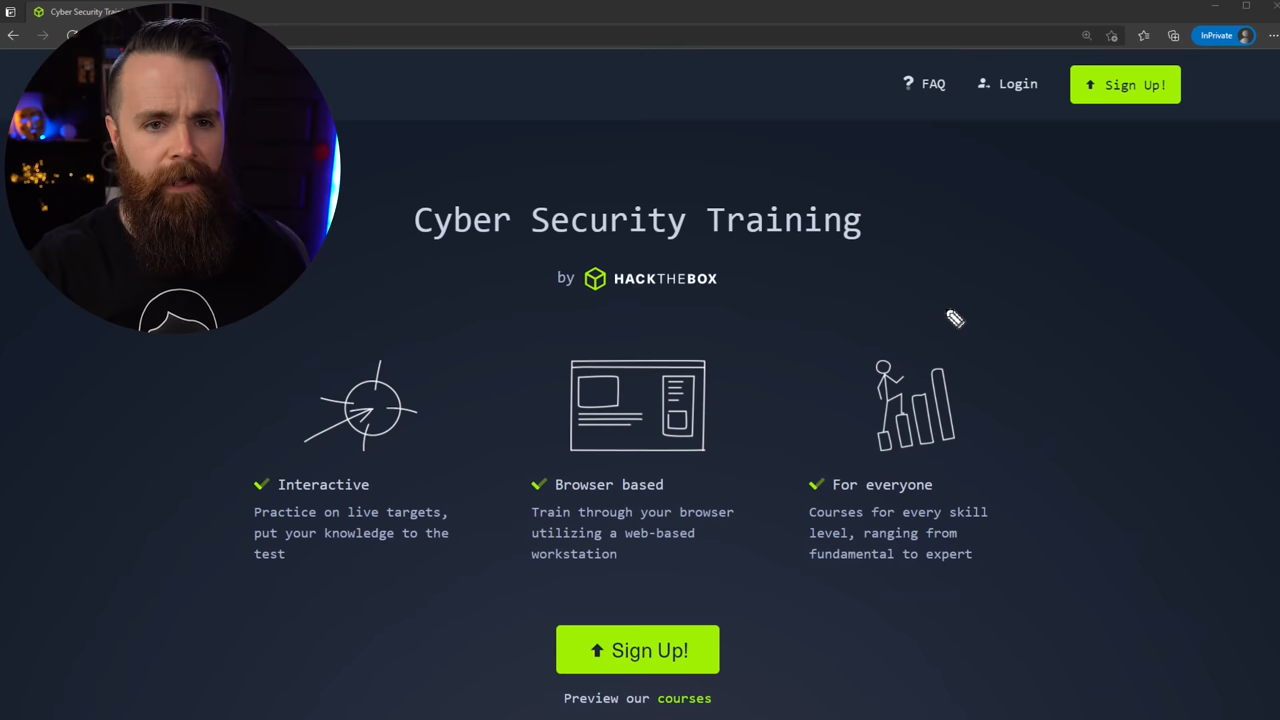 Cyber Security Traini
InPrivate
? FAQ
Login
Sign Up!
Cyber Security Training
by HACKTHEBOX
Interactive
Practice on live targets,
put your knowledge to the
test
Browser based
Train through your browser
utilizing a web-based
workstation
For everyone
Courses for every skill
level, ranging from
fundamental to expert
Sign Up!
Preview our courses